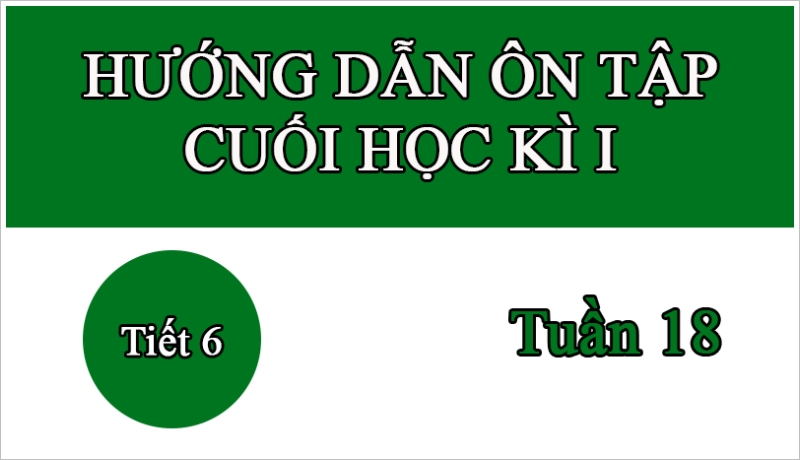 HƯỚNG DẪN ÔN TẬP
CUỐI HỌC KÌ I
Tiết 6
Tuần 18